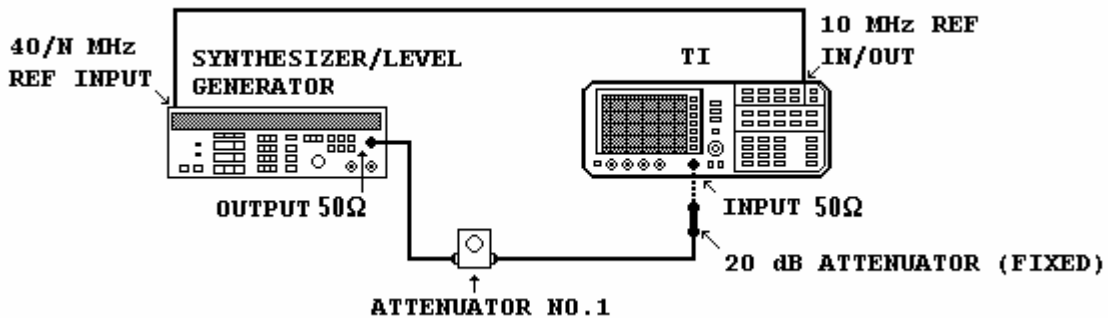 40/N MHz
REF INPUT
SYNTHESIZER/LEVEL
GENERATOR
TI
10 MHz REF
IN/OUT
OUTPUT 50Ω
INPUT 50Ω
20 dB ATTENUATOR (FIXED)
ATTENUATOR NO.1